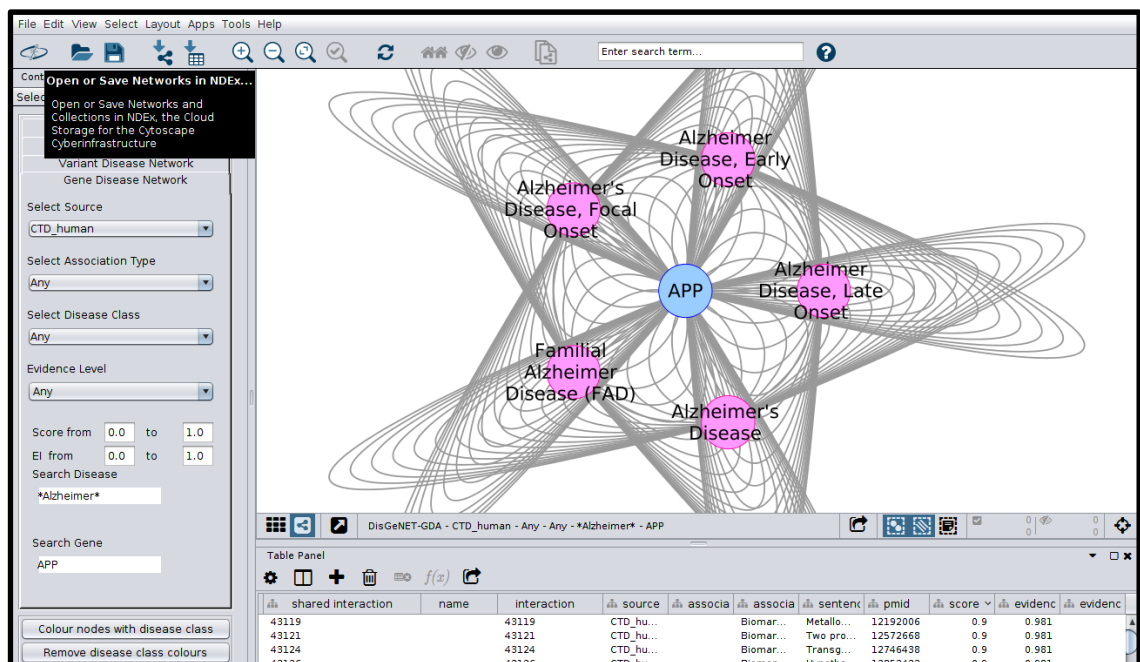 File Edit View Select Layout Apps Tools Help
Enter search term...
Cont
Open or Save Networks in NDEx...
Selec
Open or Save Networks and
Collections in NDEx, the Cloud
Storage for the Cytoscape
Cyberinfrastructure
Variant Disease Network
Gene Disease Network
Select Source
CTD_human
Select Association Type
Any
Select Disease Class
Any
Evidence Level
Any
Score from 0.0 to 1.0
EI from 0.0 to 1.0
Search Disease
*Alzheimer*
Search Gene
APP
Colour nodes with disease class
Remove disease class colours
Alzheimer
Disease, Early
Onset
Alzheimer's
Disease, Focal
Onset
APP
Alzheimer
Disease, Late
Onset
Familial
Alzheimer
Disease (FAD)
Alzheimer's
Disease
DisGeNET-GDA - CTD_human - Any - Any - *Alzheimer* - APP
0 0
0 0
Table Panel
f(x)
shared interaction name interaction source associa associa sentenc pmid score evidenc evidenc
43119 43119 CTD_hu... Biomar... Metallo... 12192006 0.9 0.981
43121 43121 CTD_hu... Biomar... Two pro... 12572668 0.9 0.981
43124 43124 CTD_hu... Biomar... Transg... 12746438 0.9 0.981